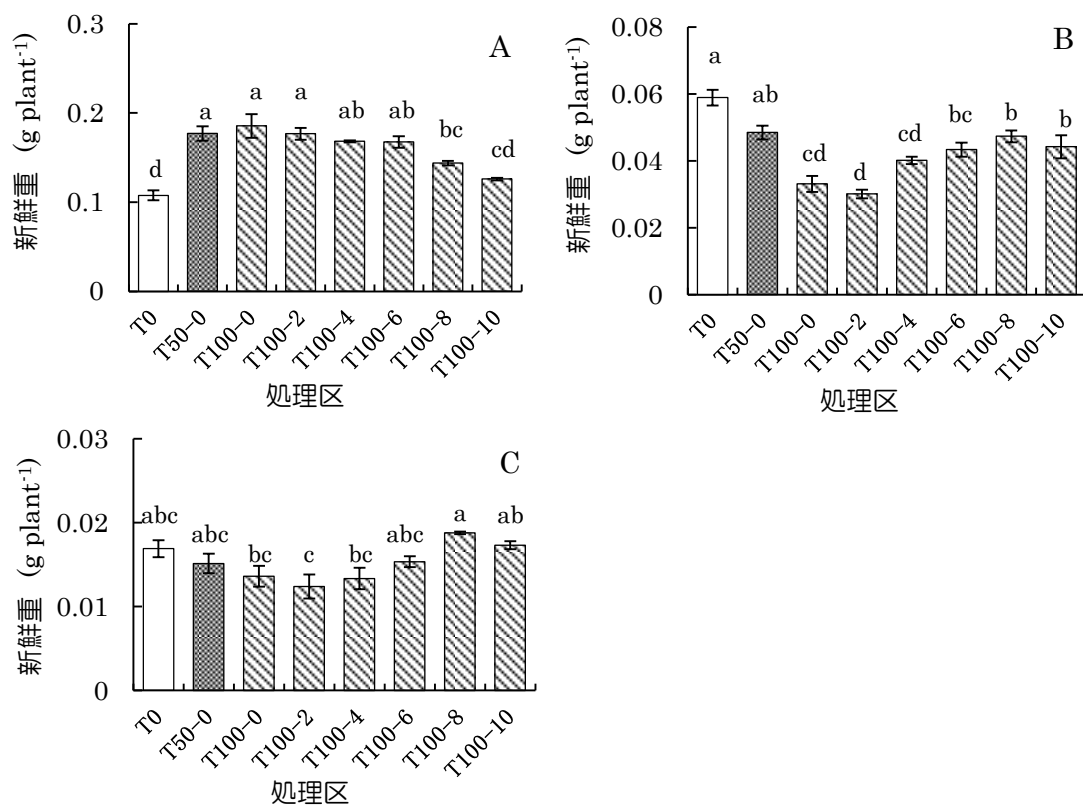 A
新鮮重 (g plant-1)
0.3
0.2
0.1
0
d
a
a
a
ab
ab
bc
cd
T0
T50-0
T100-0
T100-2
T100-4
T100-6
T100-8
T100-10
処理区
B
新鮮重 (g plant-1)
0.08
0.06
0.04
0.02
0
a
ab
cd
d
cd
bc
b
b
T0
T50-0
T100-0
T100-2
T100-4
T100-6
T100-8
T100-10
処理区
C
新鮮重 (g plant-1)
0.03
0.02
0.01
0
abc
abc
bc
c
bc
abc
a
ab
T0
T50-0
T100-0
T100-2
T100-4
T100-6
T100-8
T100-10
処理区